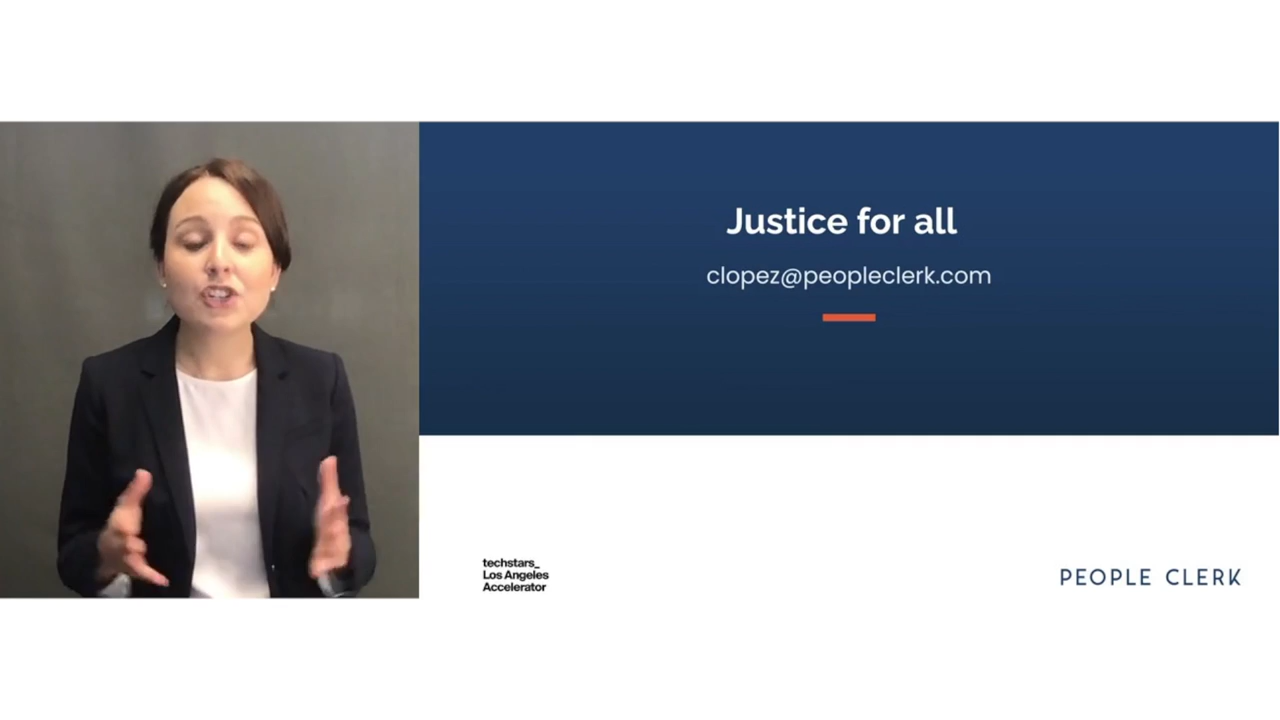 Justice for all
clopez@peopleclerk.com
techstars_
Los Angeles
Accelerator
PEOPLE CLERK